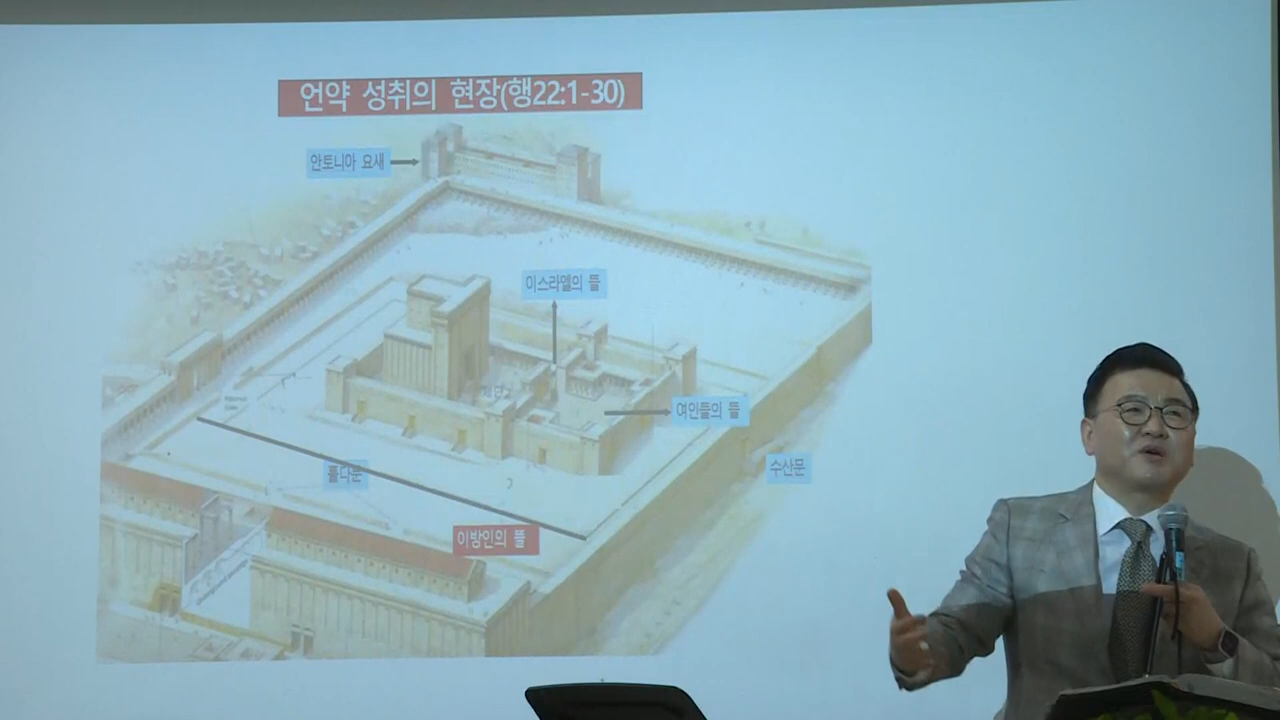 언약 성취의 현장(행22:1-30)
안토니아 요새
이스라엘의 뜰
여인들의 뜰
수산문
훌다문
이방인의 뜰